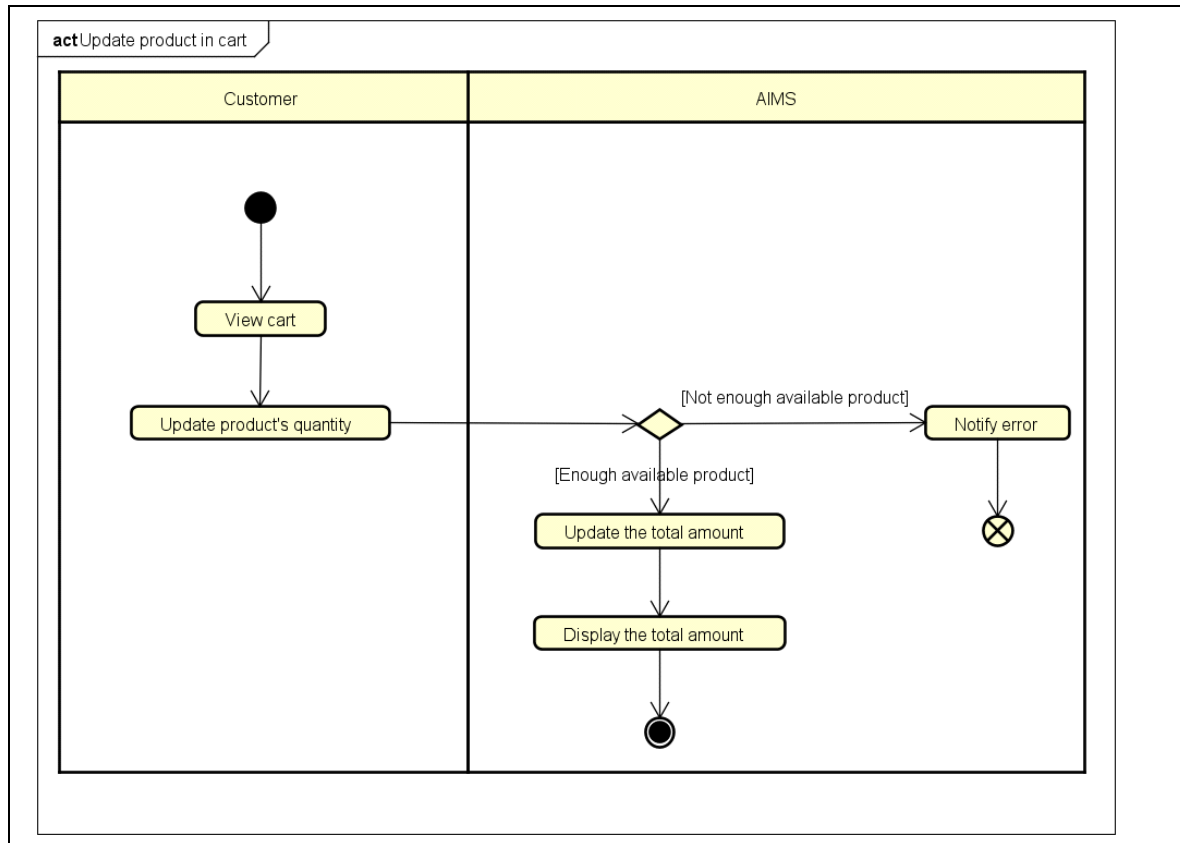 act Update product in cart
Customer
AIMS
View cart
[Not enough available product]
Update product's quantity
Notify error
[Enough available product]
Update the total amount
Display the total amount